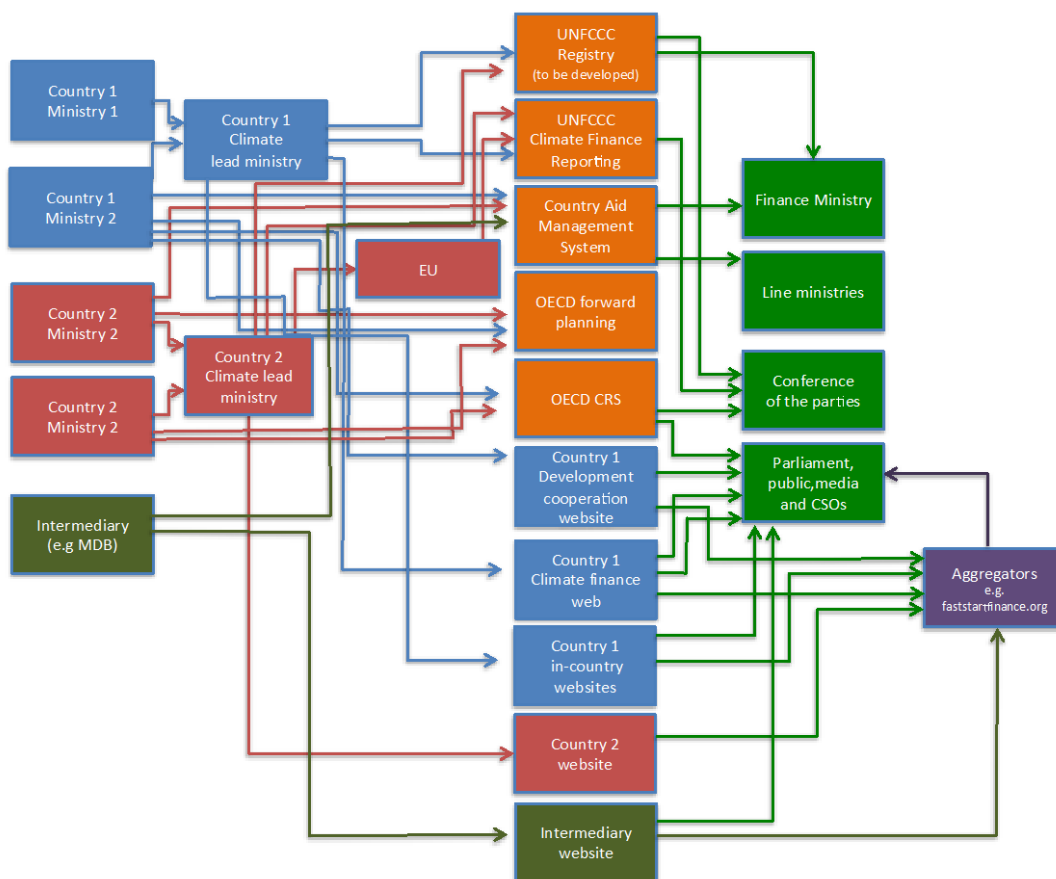 Country 1
Ministry 1
Country 1
Ministry 2
Country 2
Ministry 2
Country 2
Ministry 2
Intermediary
(e.g MDB)
Country 1
Climate
lead ministry
EU
Country 2
Climate lead
ministry
UNFCCC
Registry
(to be developed)
UNFCCC
Climate Finance
Reporting
Country Aid
Management
System
OECD forward
planning
OECD CRS
Country 1
Development
cooperation
website
Country 1
Climate finance
web
Country 1
in-country
websites
Country 2
website
Intermediary
website
Finance Ministry
Line ministries
Conference
of the parties
Parliament,
public,media
and CSOs
Aggregators
e.g.
faststartfinance.org